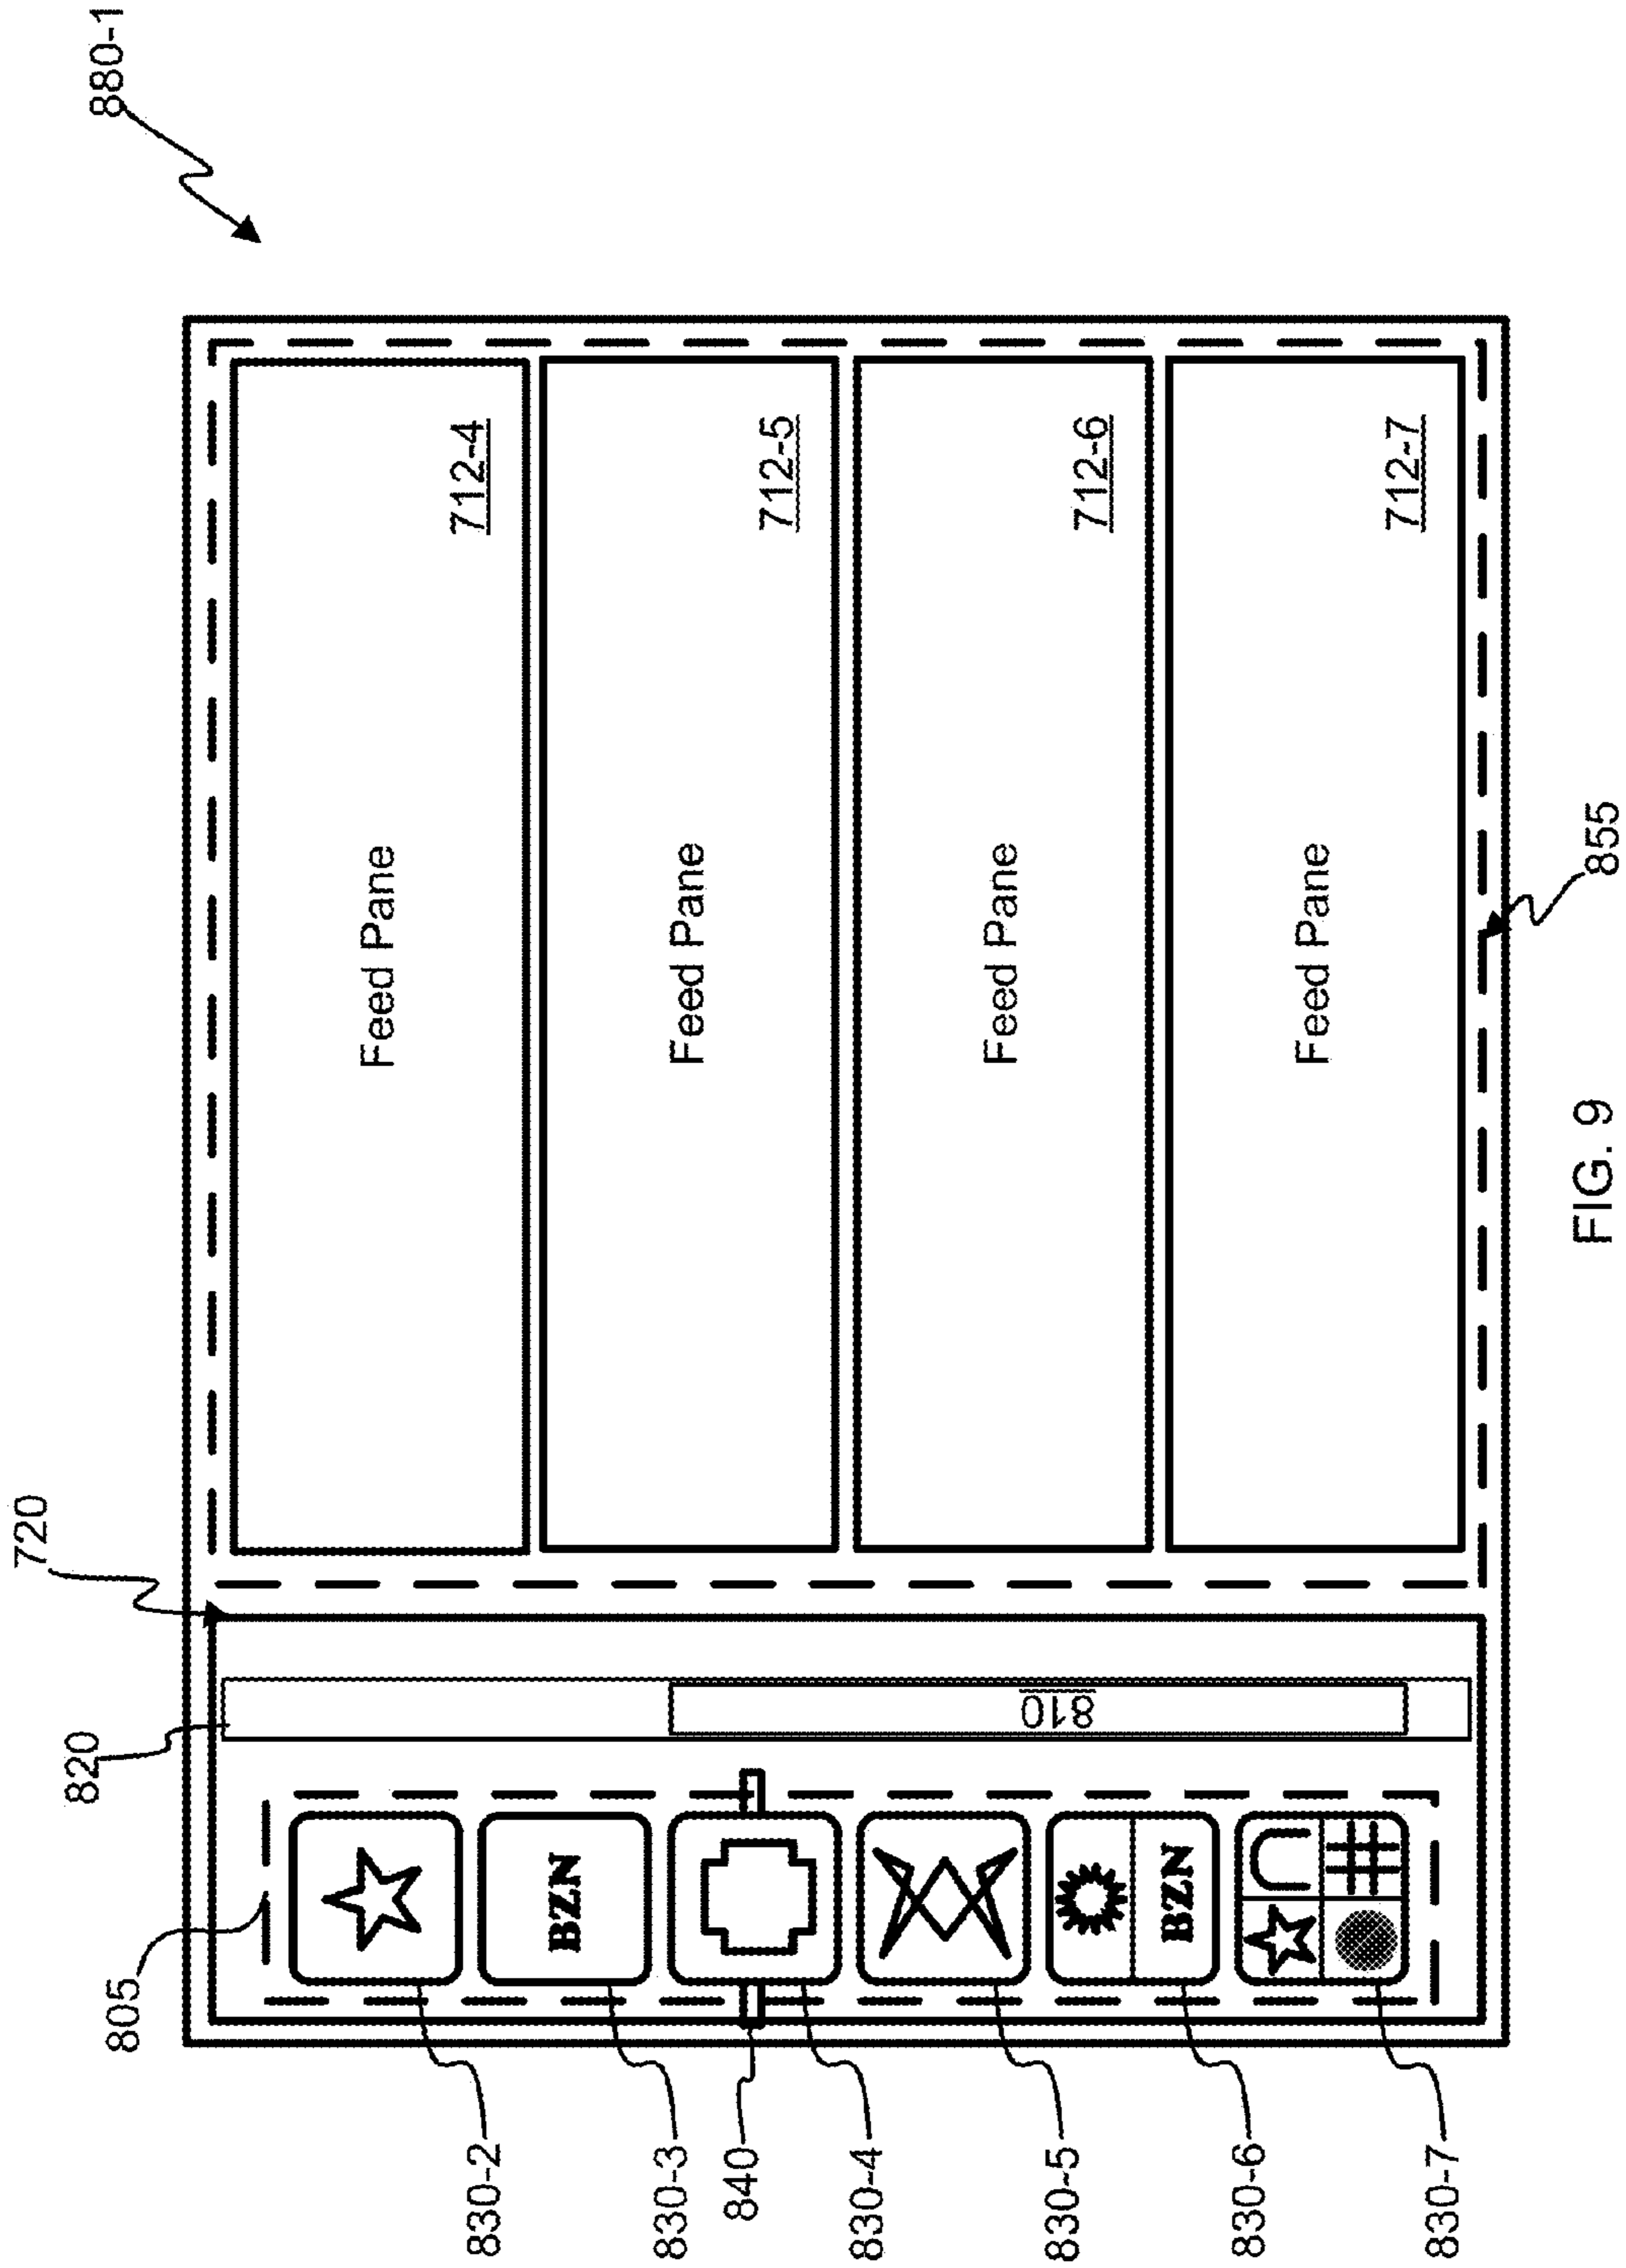 880-1
720
820
805
Feed Pane
712-4
Feed Pane
712-5
Feed Pane
712-6
Feed Pane
712-7
810
BZN
BZN
830-2
830-3
840
830-4
830-5
830-6
830-7
855
FIG. 9